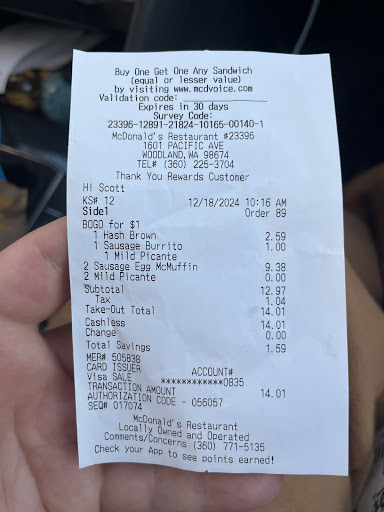 Buy One Get One Any Sandwich
(equal or lesser value)
by visiting www.mcdvoice.com
Validation code:
Expires in 30 days
Survey Code:
23396-12891-21824-10165-00140-1
McDonald's Restaurant #23396
1601 PACIFIC AVE
WOODLAND,WA 98674
TEL# (360) 225-3704
Thank You Rewards Customer
Hi Scott
KS# 12 12/18/2024 10:16 AM
Side1 Order 89
BOGO for $1
1 Hash Brown 2.59
1 Sausage Burrito 1.00
1 Mild Picante
2 Sausage Egg McMuffin 9.38
2 Mild Picante 0.00
Subtotal 12.97
Tax 1.04
Take-Out Total 14.01
Cashless 14.01
Change 0.00
Total Savings 1.59
MER# 505838
CARD ISSUER ACCOUNT#
Visa SALE ************0835
TRANSACTION AMOUNT 14.01
AUTHORIZATION CODE - 056057
SEQ# 017074
McDonald's Restaurant
Locally Owned and Operated
Comments/Concerns (360) 771-5135
Check your App to see points earned!